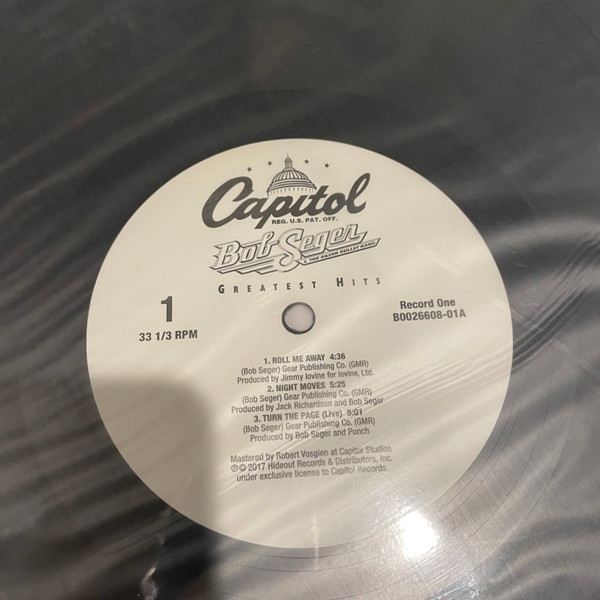 Capitol
REG. U.S. PAT. OFF.
Bob Seger
& THE SILVER BULLET BAND
GREATEST HITS
1
33 1/3 RPM
Record One
B0026608-01A
1. ROLL ME AWAY 4:36
(Bob Seger) Gear Publishing Co. (GMR)
Produced by Jimmy Iovine for Iovine, Ltd.
2. NIGHT MOVES 5:25
(Bob Seger) Gear Publishing Co. (GMR)
Produced by Jack Richardson and Bob Seger
3. TURN THE PAGE (Live) 5:01
(Bob Seger) Gear Publishing Co. (GMR)
Produced by Bob Seger and Punch
Mastered by Robert Vosgien at Capitol Studios
℗© 2017 Hideout Records & Distributors, Inc.
under exclusive license to Capitol Records.